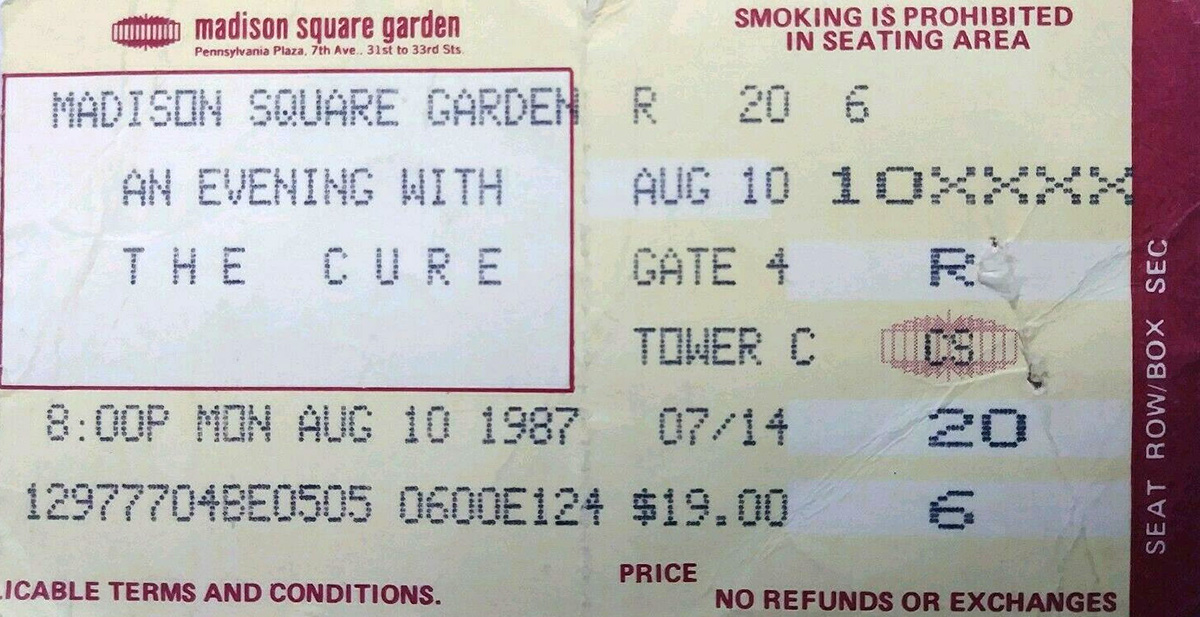 madison square garden
Pennsylvania Plaza, 7th Ave., 31st to 33rd Sts.
SMOKING IS PROHIBITED
IN SEATING AREA
MADISON SQUARE GARDEN R 20 6
AN EVENING WITH AUG 10 10XXXX
THE CURE GATE 4 R
TOWER C CS
8:00P MON AUG 10 1987 07/14 20
12977704BE0505 0600E124 $19.00 6
PRICE
LICABLE TERMS AND CONDITIONS.
NO REFUNDS OR EXCHANGES
SEAT ROW/BOX SEC